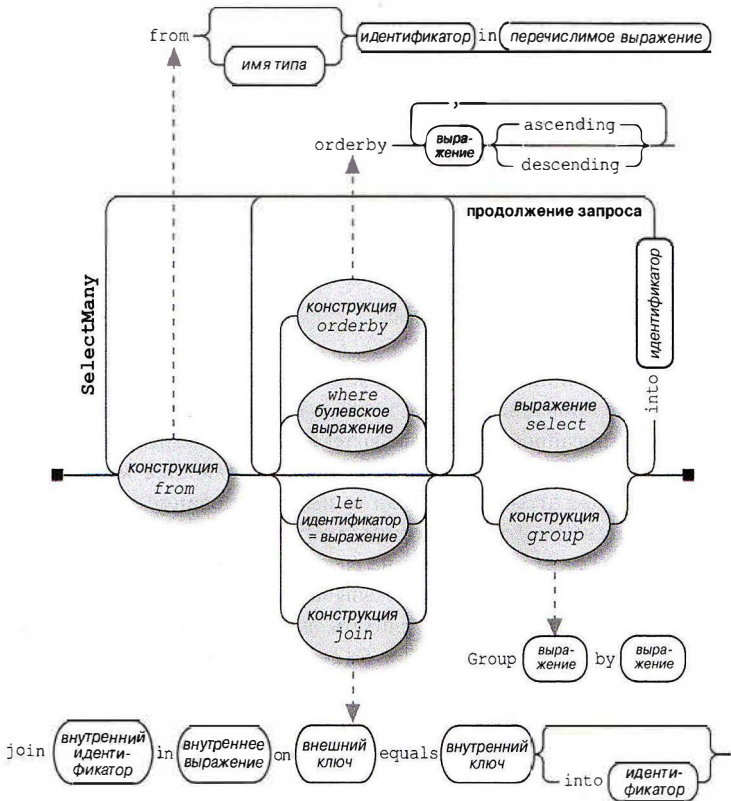 from
имя типа
идентификатор
in
перечислимое выражение
,
orderby
выра-
жение
ascending
descending
продолжение запроса
SelectMany
идентификатор
into
конструкция
orderby
where
булевское
выражение
выражение
select
конструкция
from
let
идентификатор
= выражение
конструкция
group
конструкция
join
Group
выра-
жение
by
выра-
жение
join
внутренний
иденти-
фикатор
in
внутреннее
выражение
on
внешний
ключ
equals
внутренний
ключ
into
иденти-
фикатор